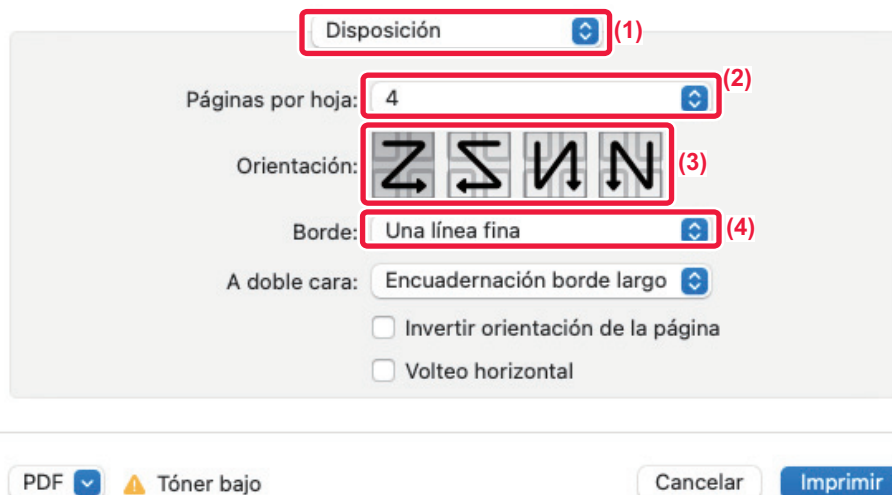 Disposición (1)
Páginas por hoja: 4 (2)
Orientación: (3)
Borde: Una línea fina (4)
A doble cara: Encuadernación borde largo
Invertir orientación de la página
Volteo horizontal
PDF Tóner bajo Cancelar Imprimir